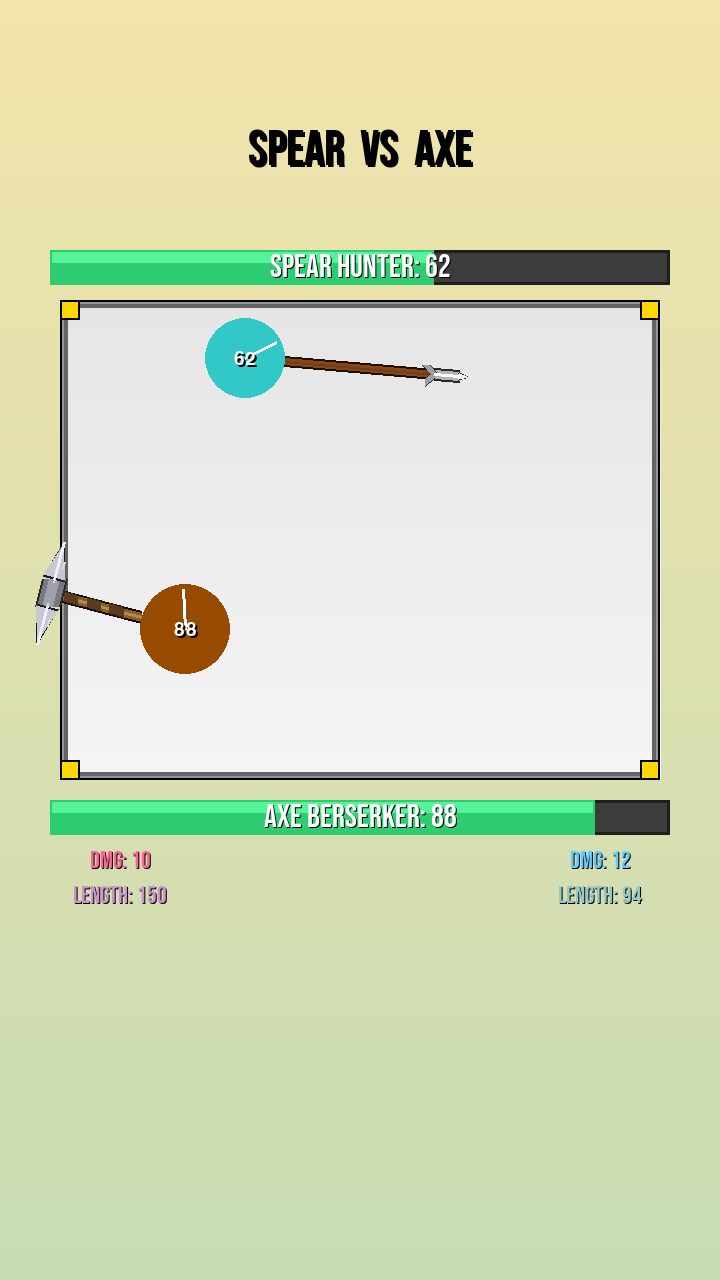 SPEAR VS AXE
SPEAR HUNTER: 62
62
88
AXE BERSERKER: 88
DMG: 10
DMG: 12
LENGTH: 150
LENGTH: 94